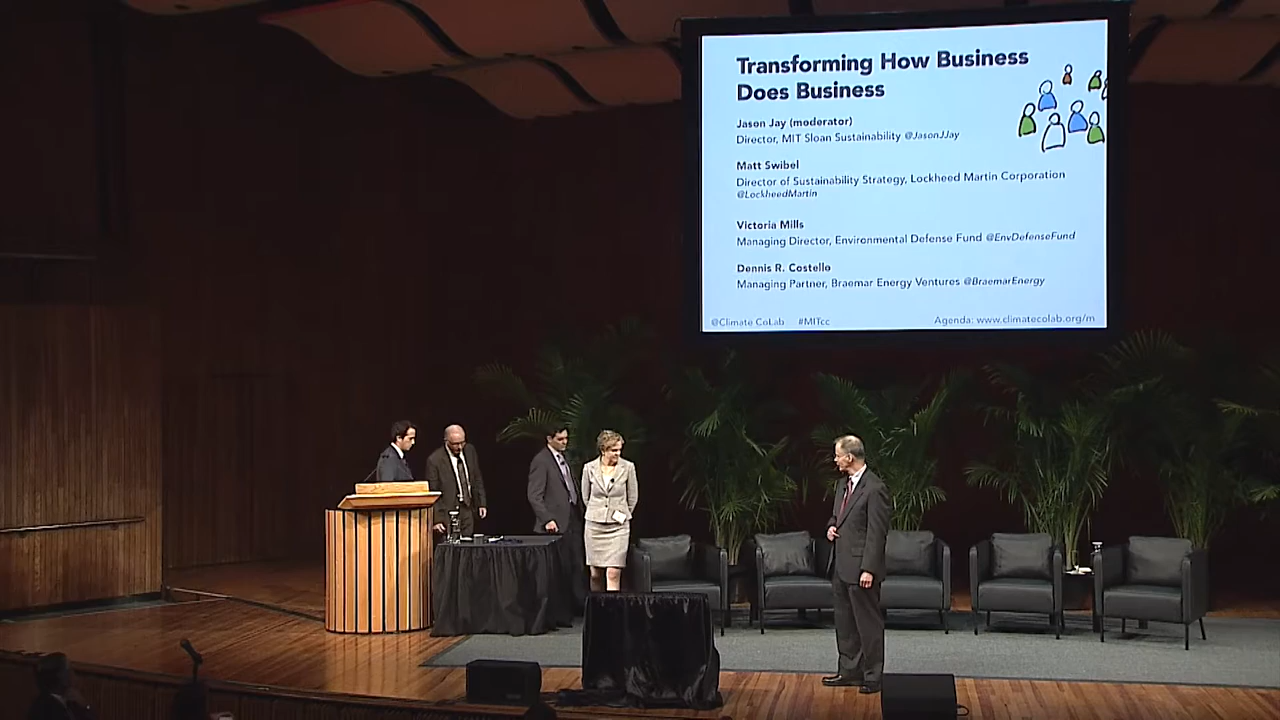 Transforming How Business
Does Business
Jason Jay (moderator)
Director, MIT Sloan Sustainability @JasonJJay
Matt Swibel
Director of Sustainability Strategy, Lockheed Martin Corporation
@LockheedMartin
Victoria Mills
Managing Director, Environmental Defense Fund @EnvDefenseFund
Dennis R. Costello
Managing Partner, Braemar Energy Ventures @BraemarEnergy
@Climate CoLab #MITcc
Agenda: www.climatecolab.org/m